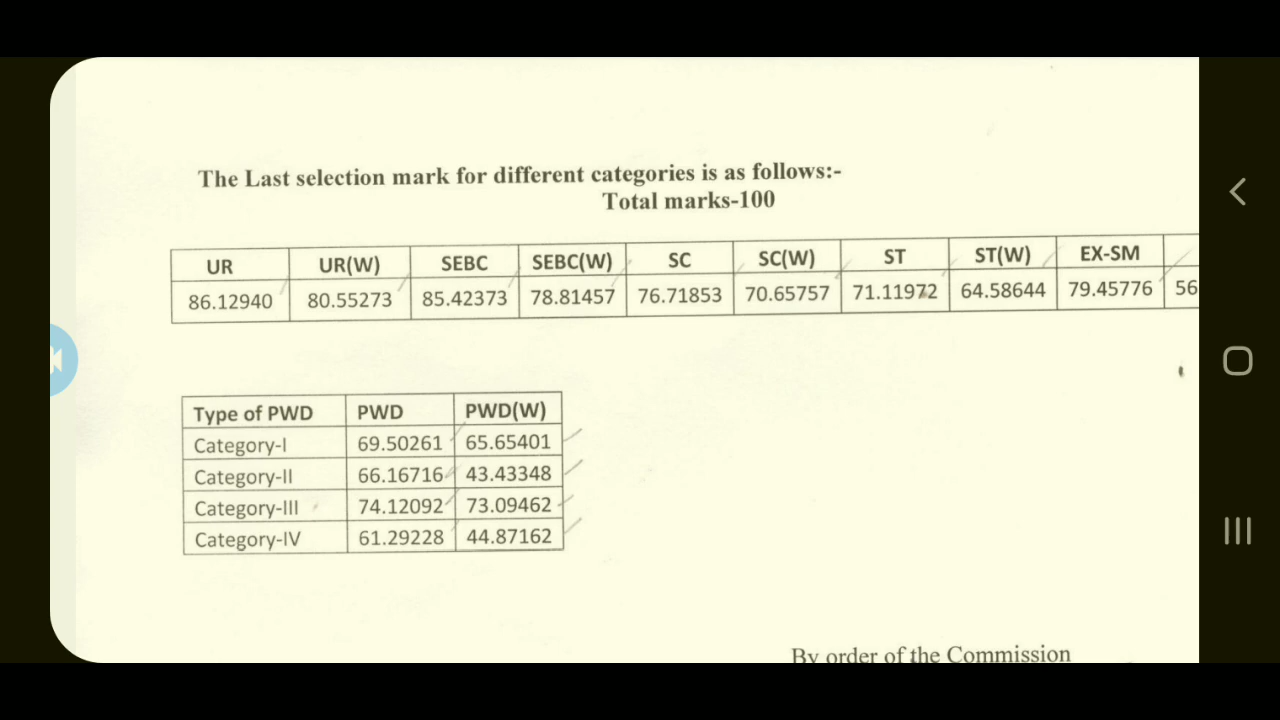 The Last selection mark for different categories is as follows:-
Total marks-100
UR UR(W) SEBC SEBC(W) SC SC(W) ST ST(W) EX-SM
86.12940 80.55273 85.42373 78.81457 76.71853 70.65757 71.11972 64.58644 79.45776 56
Type of PWD PWD PWD(W)
Category-I 69.50261 65.65401
Category-II 66.16716 43.43348
Category-III 74.12092 73.09462
Category-IV 61.29228 44.87162
By order of the Commission